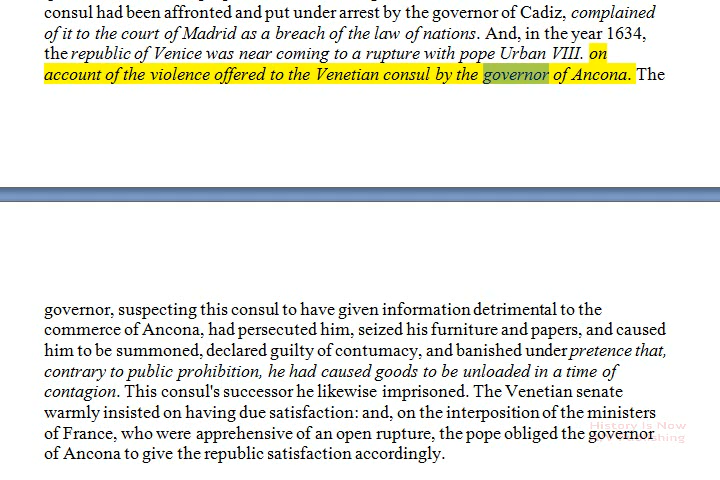 consul had been affronted and put under arrest by the governor of Cadiz, complained
of it to the court of Madrid as a breach of the law of nations. And, in the year 1634,
the republic of Venice was near coming to a rupture with pope Urban VIII. on
account of the violence offered to the Venetian consul by the governor of Ancona. The
governor, suspecting this consul to have given information detrimental to the
commerce of Ancona, had persecuted him, seized his furniture and papers, and caused
him to be summoned, declared guilty of contumacy, and banished under pretence that,
contrary to public prohibition, he had caused goods to be unloaded in a time of
contagion. This consul's successor he likewise imprisoned. The Venetian senate
warmly insisted on having due satisfaction: and, on the interposition of the ministers
of France, who were apprehensive of an open rupture, the pope obliged the governor
of Ancona to give the republic satisfaction accordingly.
History Is Now